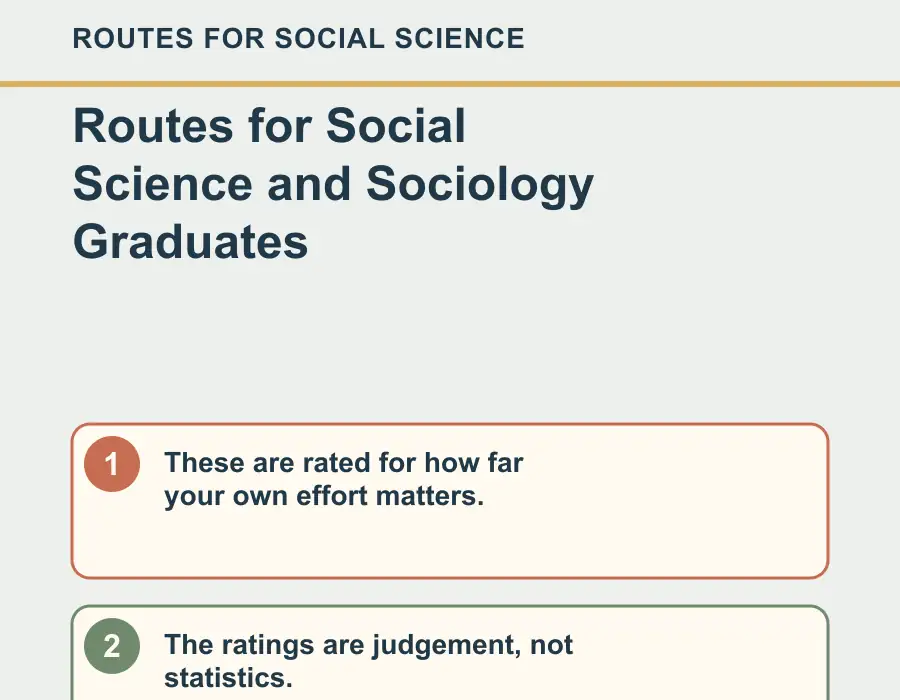 ROUTES FOR SOCIAL SCIENCE
Routes for Social
Science and Sociology
Graduates
1
These are rated for how far
your own effort matters.
2
The ratings are judgement, not
statistics.